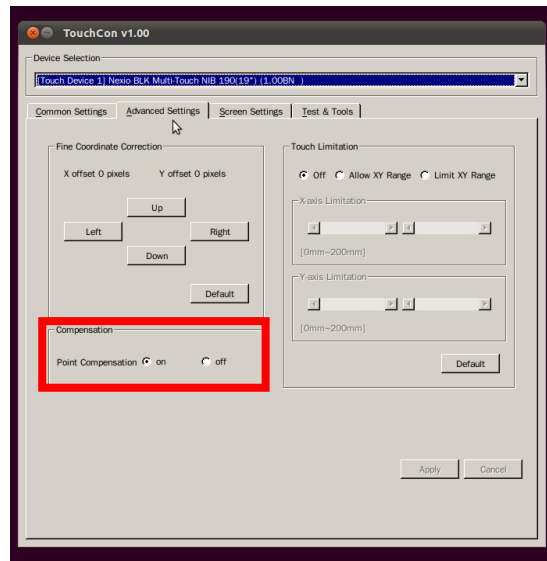 TouchCon v1.00
Device Selection
[Touch Device 1] Nexio BLK Multi-Touch NIB 190(19") (1.00BN )
Common Settings Advanced Settings Screen Settings Test & Tools
Fine Coordinate Correction
X offset 0 pixels Y offset 0 pixels
Up
Left Right
Down
Default
Compensation
Point Compensation on off
Touch Limitation
Off Allow XY Range Limit XY Range
X-axis Limitation
[0mm~200mm]
Y-axis Limitation
[0mm~200mm]
Default
Apply Cancel